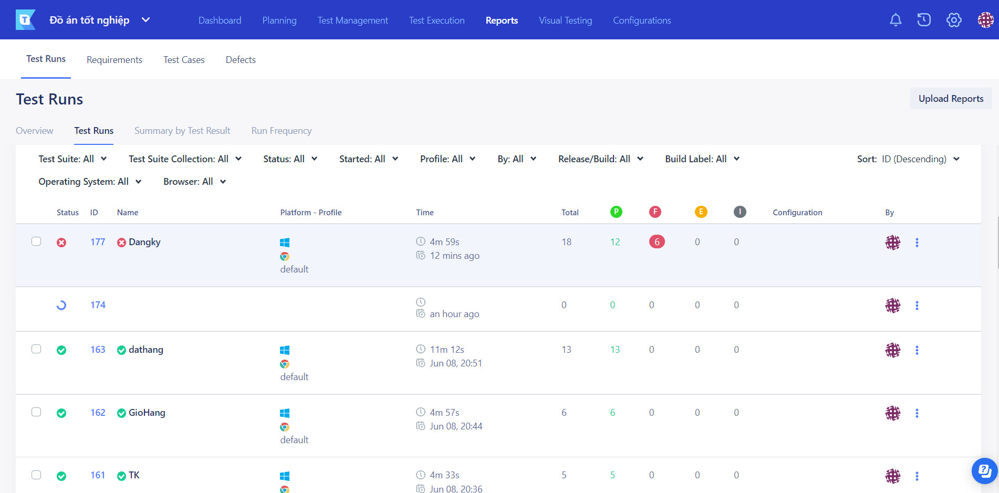 Đồ án tốt nghiệp Dashboard Planning Test Management Test Execution Reports Visual Testing Configurations
Test Runs Requirements Test Cases Defects
Test Runs Upload Reports
Overview Test Runs Summary by Test Result Run Frequency
Test Suite: All Test Suite Collection: All Status: All Started: All Profile: All By: All Release/Build: All Build Label: All Sort: ID (Descending)
Operating System: All Browser: All
Status ID Name Platform - Profile Time Total P F E I Configuration By
177 Dangky 4m 59s 18 12 6 0 0
12 mins ago
default
174 0 0 0 0 0
an hour ago
163 dathang 11m 12s 13 13 0 0 0
Jun 08, 20:51
default
162 GioHang 4m 57s 6 6 0 0 0
Jun 08, 20:44
default
161 TK 4m 33s 5 5 0 0 0
Jun 08, 20:36